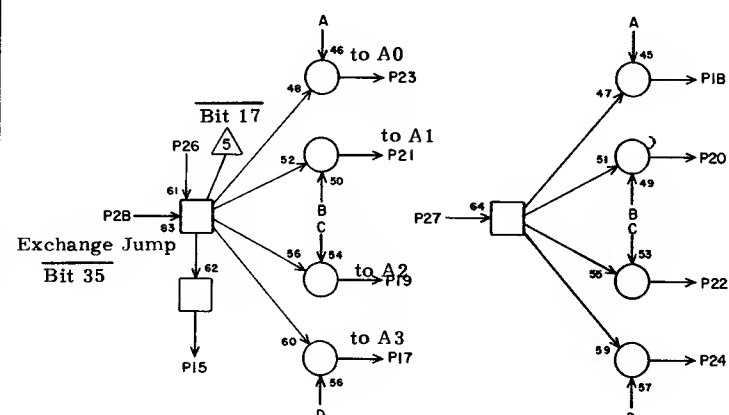 A
46
to A0
P23
48
Bit 17
5
P26
52
to A1
P21
50
61
P28
63
B
C
Exchange Jump
Bit 35
62
56
54
to A2
P19
P15
60
to A3
P17
56
D
A
45
P18
47
51
P20
49
P27
64
B
C
53
55
P22
59
P24
57